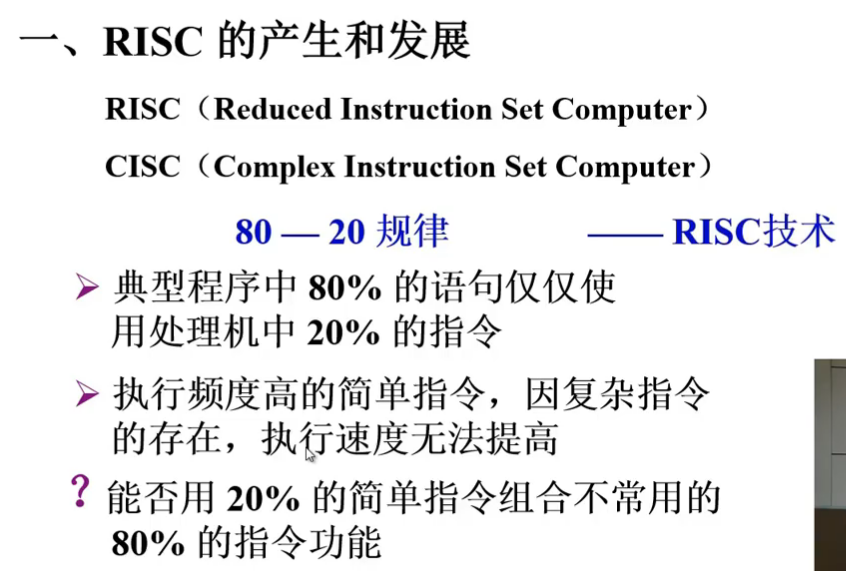 一、RISC 的产生和发展
RISC（Reduced Instruction Set Computer）
CISC（Complex Instruction Set Computer）
80 — 20 规律 —— RISC技术
典型程序中 80% 的语句仅仅使
用处理机中 20% 的指令
执行频度高的简单指令，因复杂指令
的存在，执行速度无法提高
? 能否用 20% 的简单指令组合不常用的
80% 的指令功能